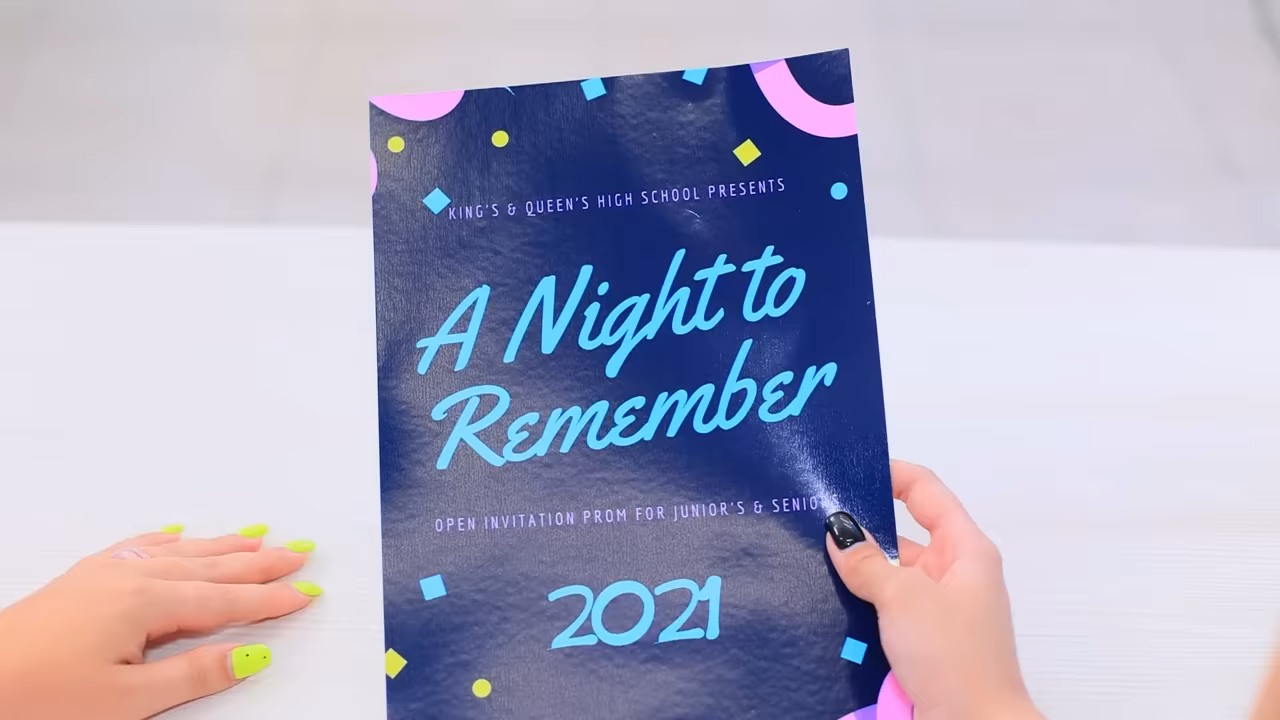 KING'S & QUEEN'S HIGH SCHOOL PRESENTS
A Night to
Remember
OPEN INVITATION PROM FOR JUNIOR'S & 
2021